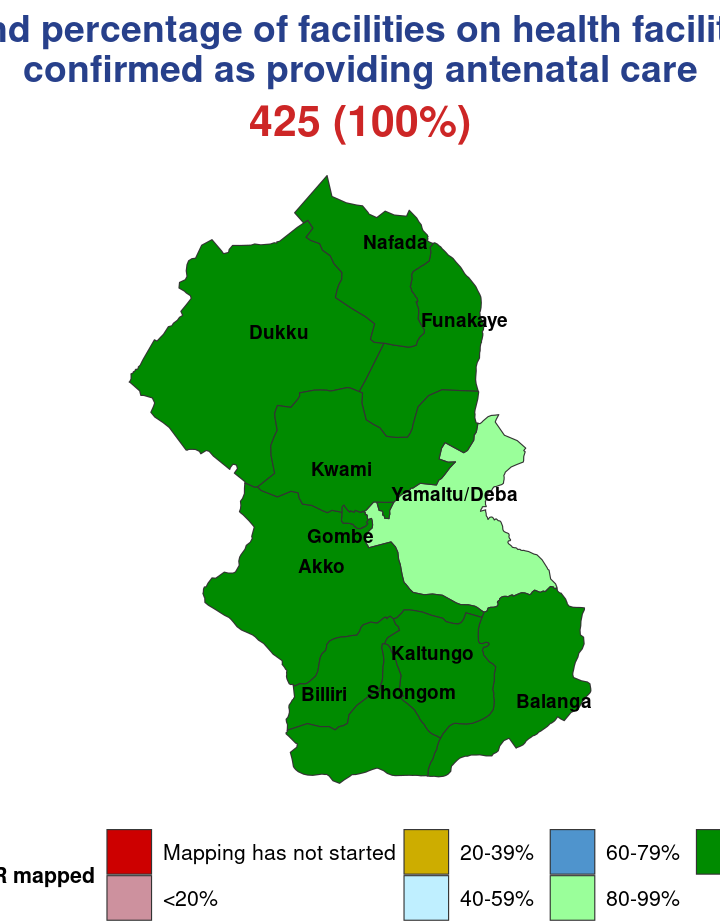 percentage of facilities on health
confirmed as providing antenatal care
425 (100%)
Nafada
Funakaye
Dukku
Kwami
Yamaltu/Deba
Gombe
Akko
Kaltungo
Billiri
Shongom
Balanga
Mapping has not started
20-39%
60-79%
mapped
<20%
40-59%
80-99%